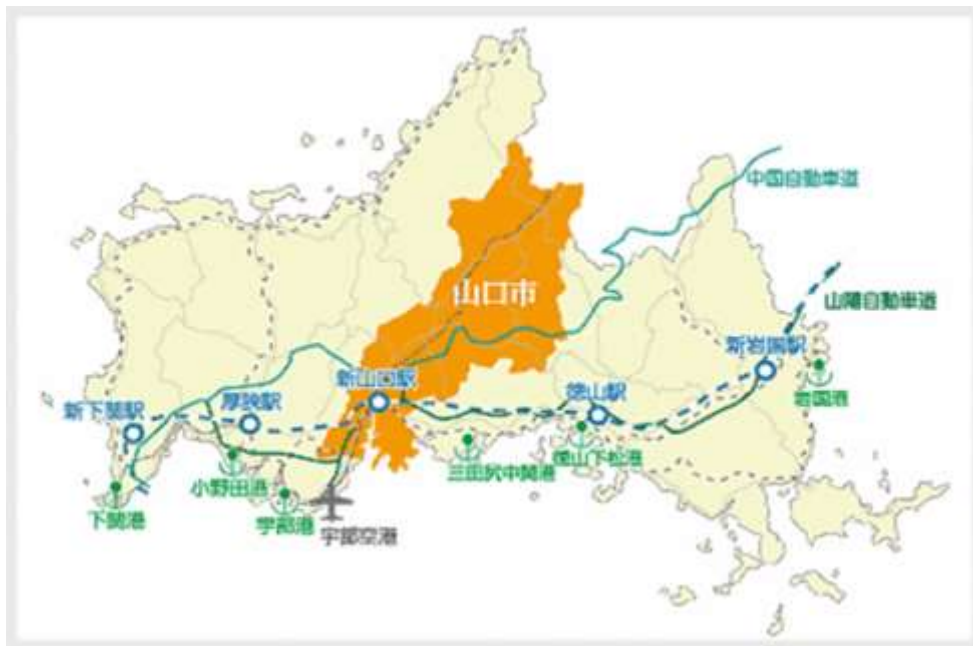 中国自動車道
山口市
山陽自動車道
新岩国駅
岩国港
新山口駅
徳山駅
厚狭駅
新下関駅
徳山下松港
三田尻中関港
小野田港
宇部港
下関港
宇部空港